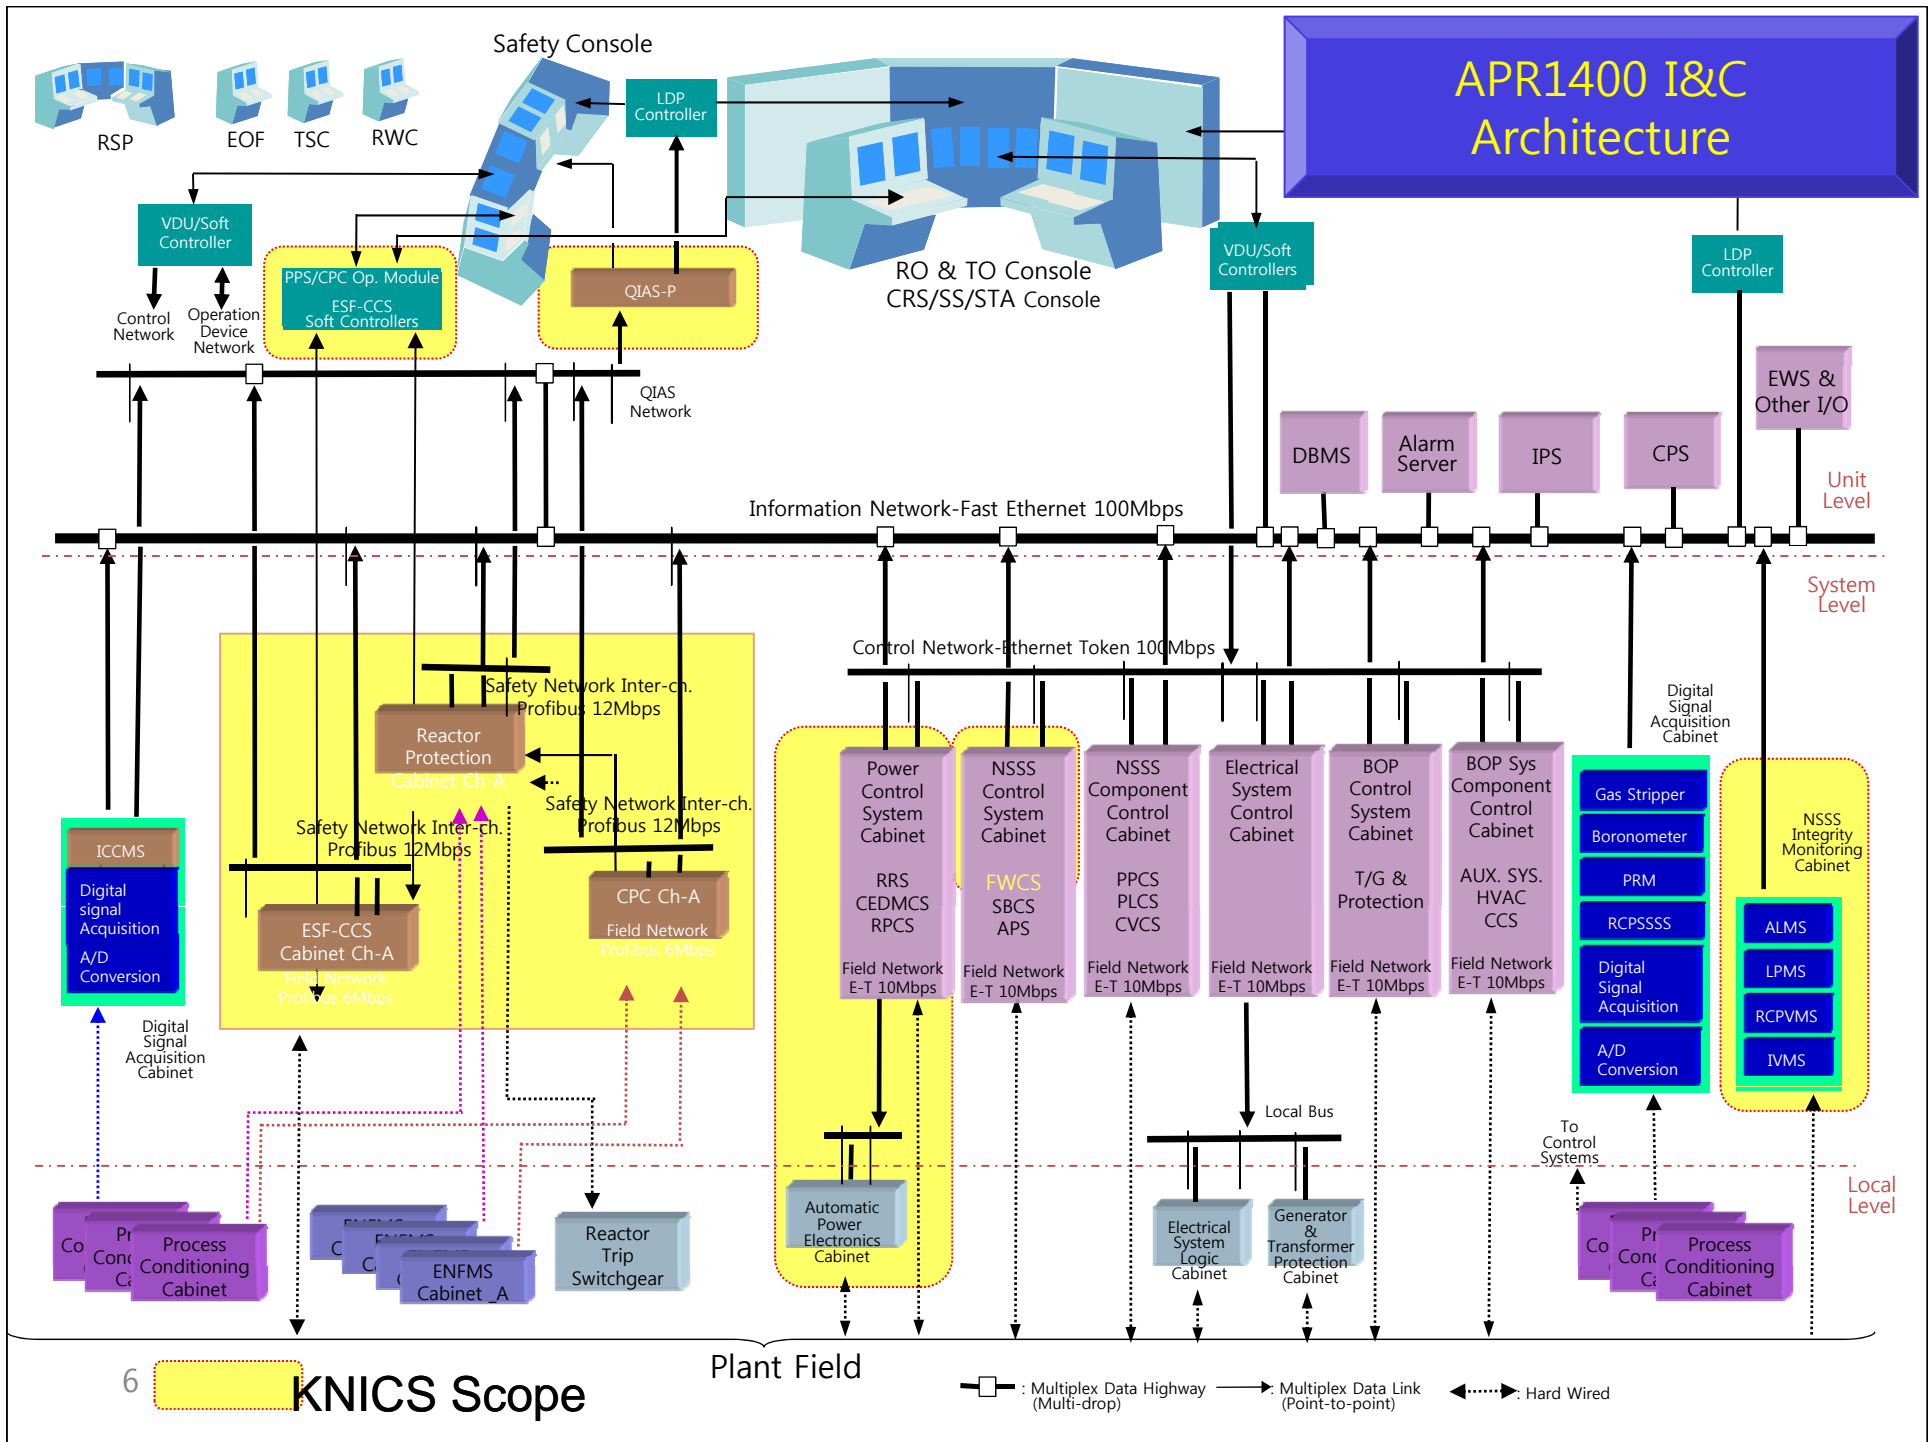 Safety Console
APR1400 I&C
Architecture
RSP
EOF
TSC
RWC
LDP
Controller
VDU/Soft
Controller
PPS/CPC Op. Module
ESF-CCS
Soft Controllers
QIAS-P
RO & TO Console
CRS/SS/STA Console
VDU/Soft
Controllers
LDP
Controller
Control
Network
Operation
Device
Network
QIAS
Network
DBMS
Alarm
Server
IPS
CPS
EWS &
Other I/O
Unit
Level
Information Network-Fast Ethernet 100Mbps
System
Level
Control Network-Ethernet Token 100Mbps
Safety Network Inter-ch.
Profibus 12Mbps
Reactor
Protection
Cabinet Ch-A
Safety Network Inter-ch.
Profibus 12Mbps
Safety Network Inter-ch.
Profibus 12Mbps
ICCMS
Digital
signal
Acquisition
A/D
Conversion
Digital
Signal
Acquisition
Cabinet
ESF-CCS
Cabinet Ch-A
Field Network
Profibus 6Mbps
CPC Ch-A
Field Network
Profibus 6Mbps
Power
Control
System
Cabinet
RRS
CEDMCS
RPCS
Field Network
E-T 10Mbps
NSSS
Control
System
Cabinet
FWCS
SBCS
APS
Field Network
E-T 10Mbps
NSSS
Component
Control
Cabinet
PPCS
PLCS
CVCS
Field Network
E-T 10Mbps
Electrical
System
Control
Cabinet
Field Network
E-T 10Mbps
BOP
Control
System
Cabinet
T/G &
Protection
Field Network
E-T 10Mbps
BOP Sys
Component
Control
Cabinet
AUX. SYS.
HVAC
CCS
Field Network
E-T 10Mbps
Digital
Signal
Acquisition
Cabinet
Gas Stripper
Boronometer
PRM
RCPSSSS
Digital
Signal
Acquisition
A/D
Conversion
NSSS
Integrity
Monitoring
Cabinet
ALMS
LPMS
RCPVMS
IVMS
Local Bus
To
Control
Systems
Local
Level
Process
Conditioning
Cabinet
ENFMS
Cabinet _A
Reactor
Trip
Switchgear
Automatic
Power
Electronics
Cabinet
Electrical
System
Logic
Cabinet
Generator
&
Transformer
Protection
Cabinet
Process
Conditioning
Cabinet
Plant Field
6
KNICS Scope
: Multiplex Data Highway
(Multi-drop)
: Multiplex Data Link
(Point-to-point)
: Hard Wired